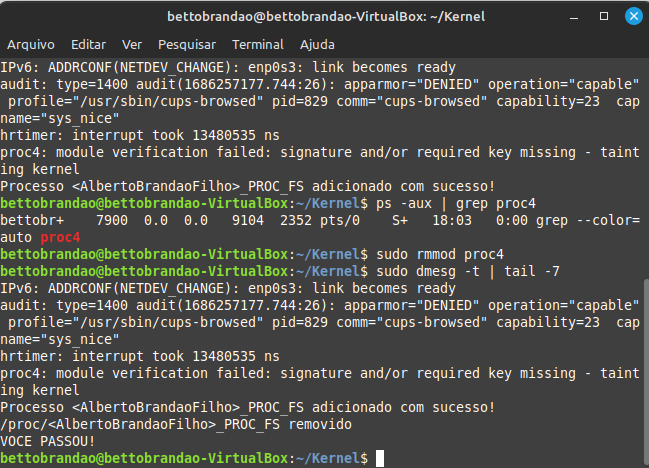 bettobrandao@bettobrandao-VirtualBox: ~/Kernel
Arquivo Editar Ver Pesquisar Terminal Ajuda
IPv6: ADDRCONF(NETDEV_CHANGE): enp0s3: link becomes ready
audit: type=1400 audit(1686257177.744:26): apparmor="DENIED" operation="capable"
 profile="/usr/sbin/cups-browsed" pid=829 comm="cups-browsed" capability=23  cap
name="sys_nice"
hrtimer: interrupt took 13480535 ns
proc4: module verification failed: signature and/or required key missing - taint
ing kernel
Processo <AlbertoBrandaoFilho>_PROC_FS adicionado com sucesso!
bettobrandao@bettobrandao-VirtualBox:~/Kernel$ ps -aux | grep proc4
bettobr+    7900  0.0  0.0   9104  2352 pts/0    S+   18:03   0:00 grep --color=
auto proc4
bettobrandao@bettobrandao-VirtualBox:~/Kernel$ sudo rmmod proc4
bettobrandao@bettobrandao-VirtualBox:~/Kernel$ sudo dmesg -t | tail -7
IPv6: ADDRCONF(NETDEV_CHANGE): enp0s3: link becomes ready
audit: type=1400 audit(1686257177.744:26): apparmor="DENIED" operation="capable"
 profile="/usr/sbin/cups-browsed" pid=829 comm="cups-browsed" capability=23  cap
name="sys_nice"
hrtimer: interrupt took 13480535 ns
proc4: module verification failed: signature and/or required key missing - taint
ing kernel
Processo <AlbertoBrandaoFilho>_PROC_FS adicionado com sucesso!
/proc/<AlbertoBrandaoFilho>_PROC_FS removido
VOCE PASSOU!
bettobrandao@bettobrandao-VirtualBox:~/Kernel$